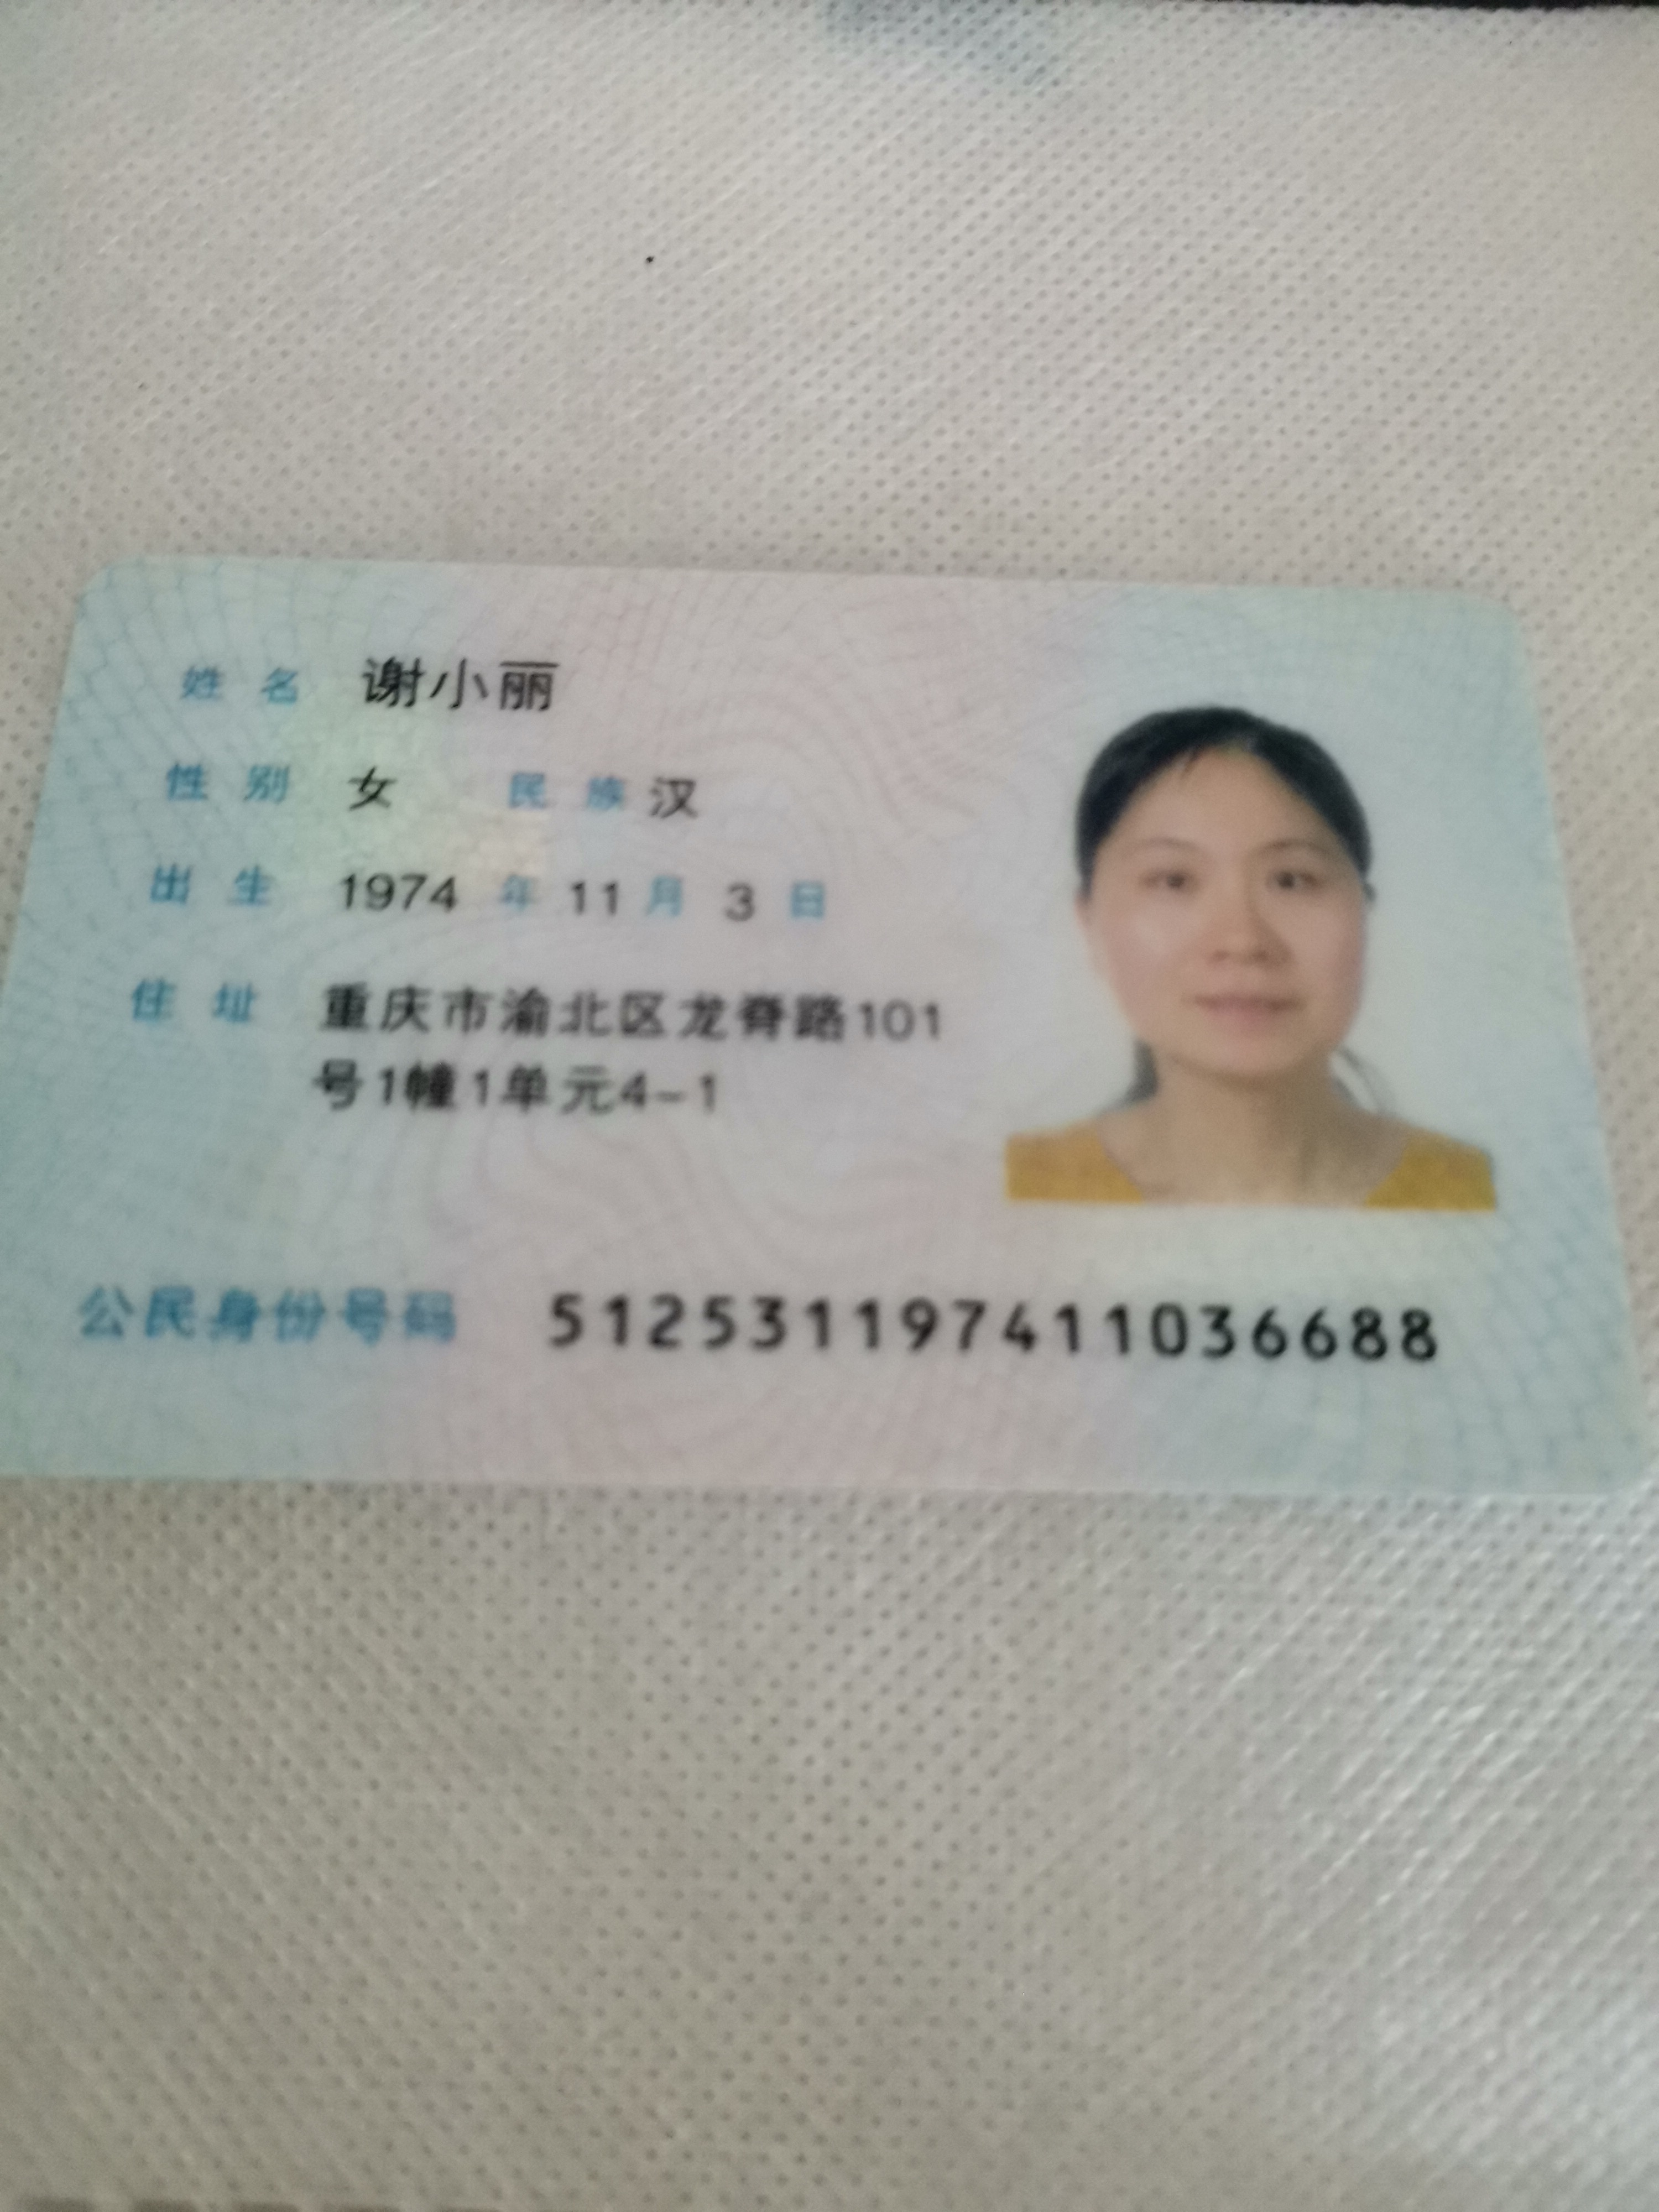 姓名 谢小丽
性别 女 民族 汉
出生 1974 年 11 月 3 日
住址 重庆市渝北区龙脊路101
号1幢1单元4-1
公民身份号码 512531197411036688